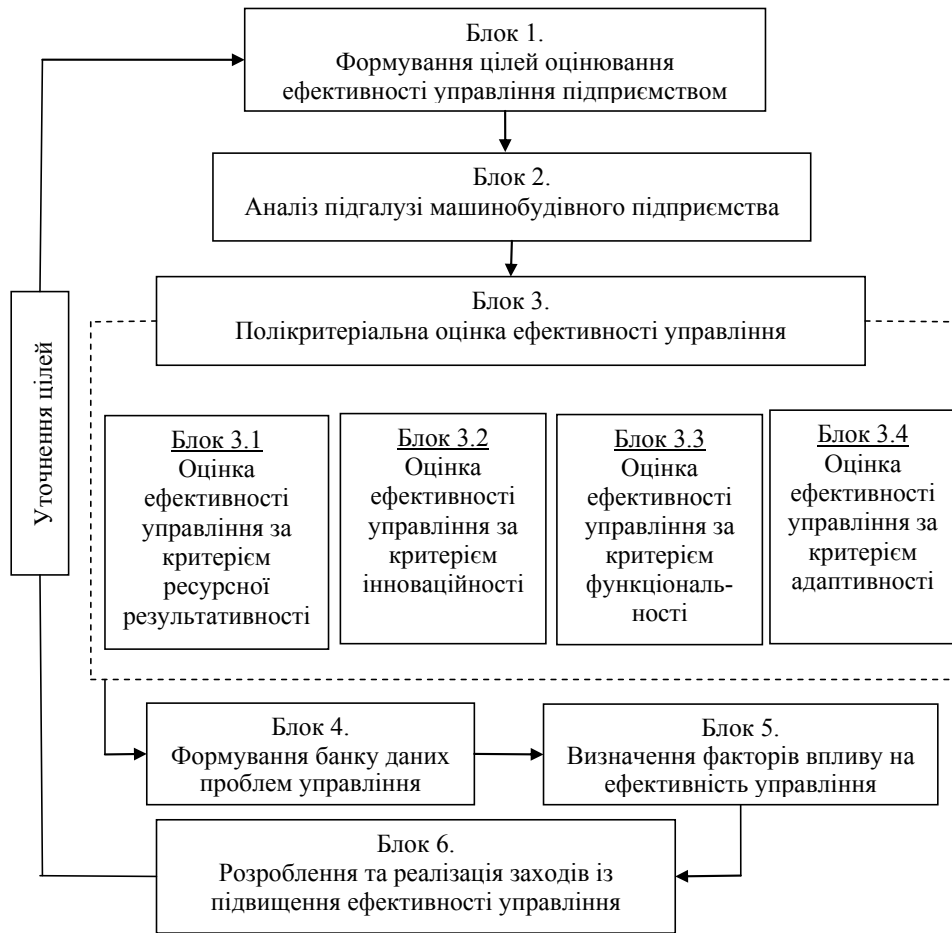 Блок 1.
Формування цілей оцінювання
ефективності управління підприємством
Блок 2.
Аналіз підгалузі машинобудівного підприємства
Блок 3.
Полікритеріальна оцінка ефективності управління
Уточнення цілей
Блок 3.1
Оцінка
ефективності
управління за
критерієм
ресурсної
результативності
Блок 3.2
Оцінка
ефективності
управління за
критерієм
інноваційності
Блок 3.3
Оцінка
ефективності
управління за
критерієм
функціональ-
ності
Блок 3.4
Оцінка
ефективності
управління за
критерієм
адаптивності
Блок 4.
Формування банку даних
проблем управління
Блок 5.
Визначення факторів впливу на
ефективність управління
Блок 6.
Розроблення та реалізація заходів із
підвищення ефективності управління